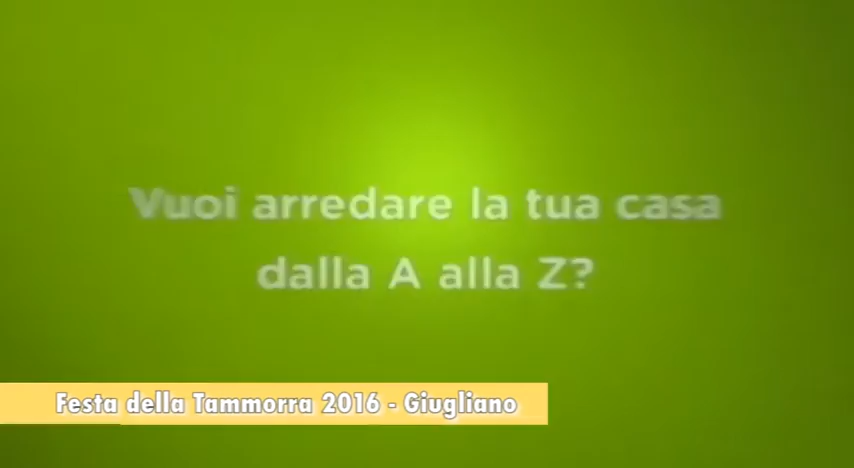 Vuoi arredare la tua casa
dalla A alla Z?
Festa della Tammorra 2016 - Giugliano